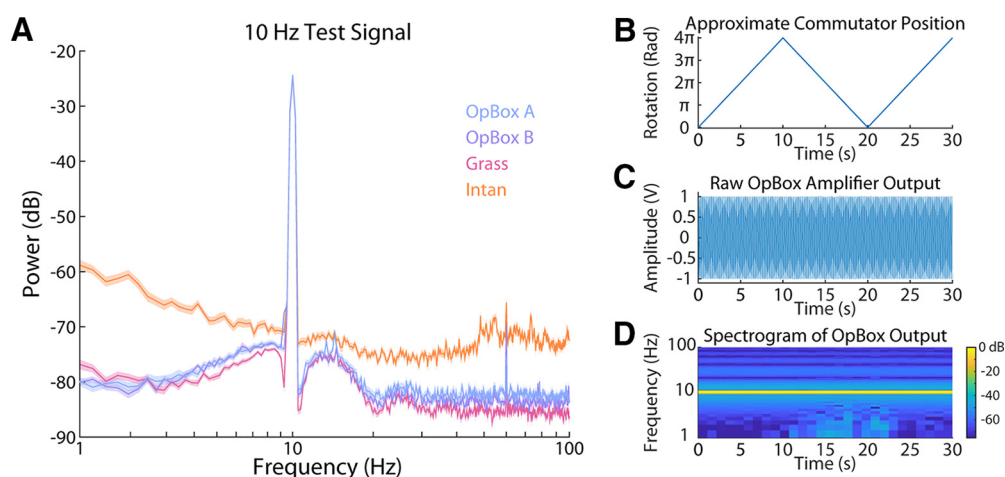 A
10 Hz Test Signal
-20
-30
-40
-50
-60
-70
-80
-90
Power (dB)
1
10
100
Frequency (Hz)
OpBox A
OpBox B
Grass
Intan
B
Approximate Commutator Position
Rotation (Rad)
4π
3π
2π
π
0
0 5 10 15 20 25 30
Time (s)
C
Raw OpBox Amplifier Output
Amplitude (V)
1
0.5
0
-0.5
-1
0 5 10 15 20 25 30
Time (s)
D
Spectrogram of OpBox Output
Frequency (Hz)
100
10
1
0 5 10 15 20 25 30
Time (s)
0 dB
-20
-40
-60